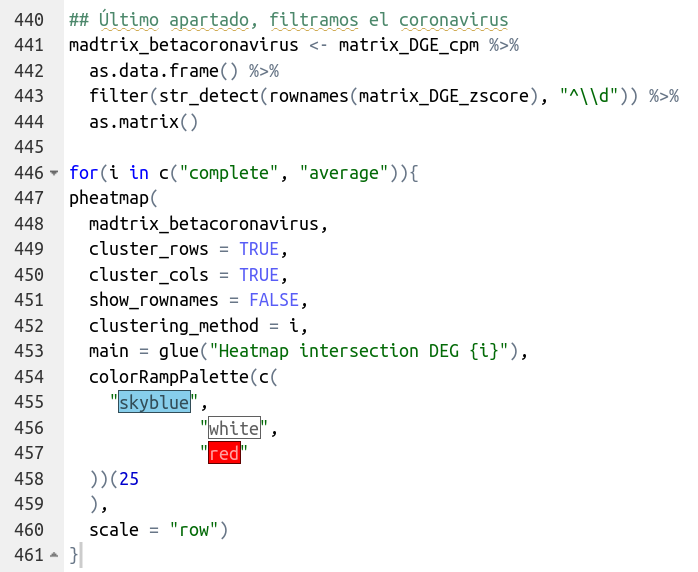 440 ## Último apartado, filtramos el coronavirus
441 madtrix_betacoronavirus <- matrix_DGE_cpm %>%
442   as.data.frame() %>%
443   filter(str_detect(rownames(matrix_DGE_zscore), "^\\d")) %>%
444   as.matrix()
445
446 for(i in c("complete", "average")){
447 pheatmap(
448   madtrix_betacoronavirus,
449   cluster_rows = TRUE,
450   cluster_cols = TRUE,
451   show_rownames = FALSE,
452   clustering_method = i,
453   main = glue("Heatmap intersection DEG {i}"),
454   colorRampPalette(c(
455     "skyblue",
456              "white",
457              "red"
458   ))(25
459   ),
460   scale = "row")
461 }